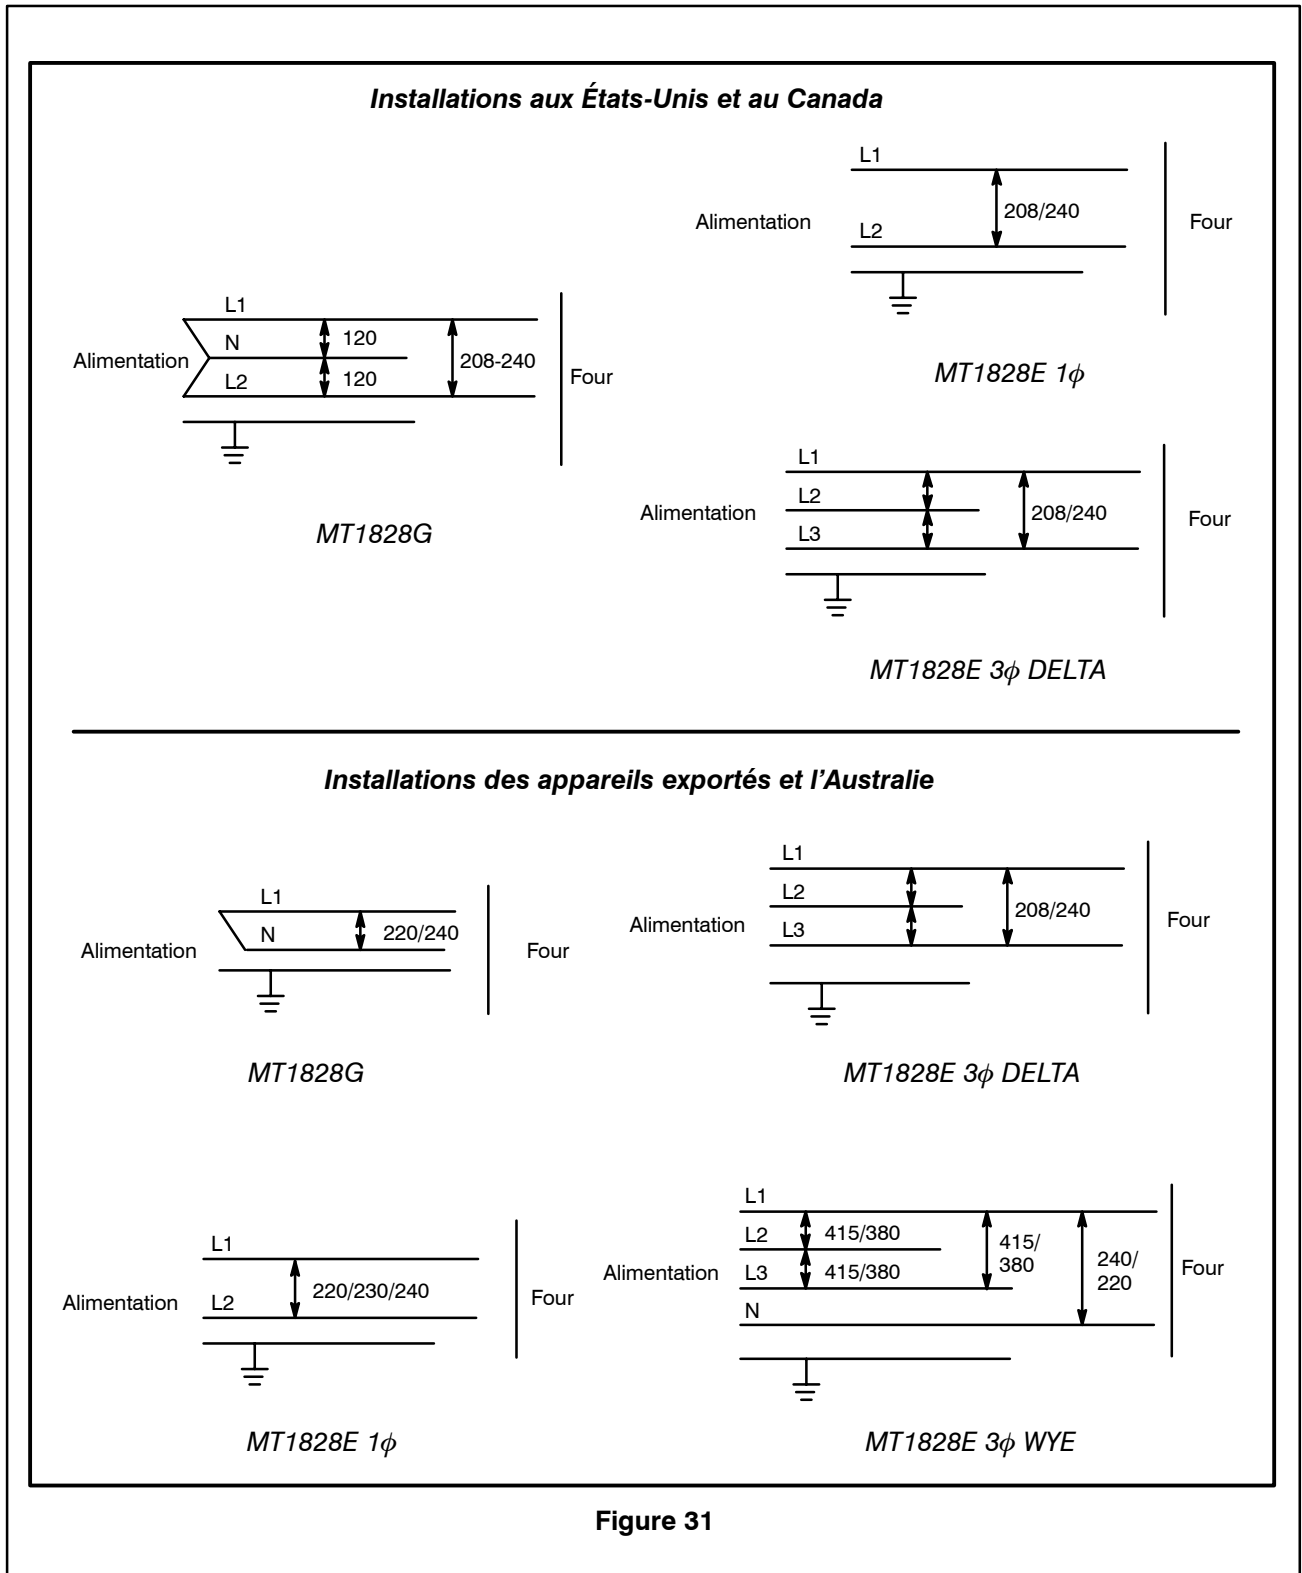 Installations aux États-Unis et au Canada
L1
N
L2
Alimentation
120
120
208-240
Four
MT1828G
L1
L2
Alimentation
208/240
Four
MT1828E 1ϕ
L1
L2
L3
Alimentation
208/240
Four
MT1828E 3ϕ DELTA
Installations des appareils exportés et l'Australie
L1
N
Alimentation
220/240
Four
MT1828G
L1
L2
L3
Alimentation
208/240
Four
MT1828E 3ϕ DELTA
L1
L2
Alimentation
220/230/240
Four
MT1828E 1ϕ
L1
L2
L3
N
Alimentation
415/380
415/380
415/
380
240/
220
Four
MT1828E 3ϕ WYE
Figure 31